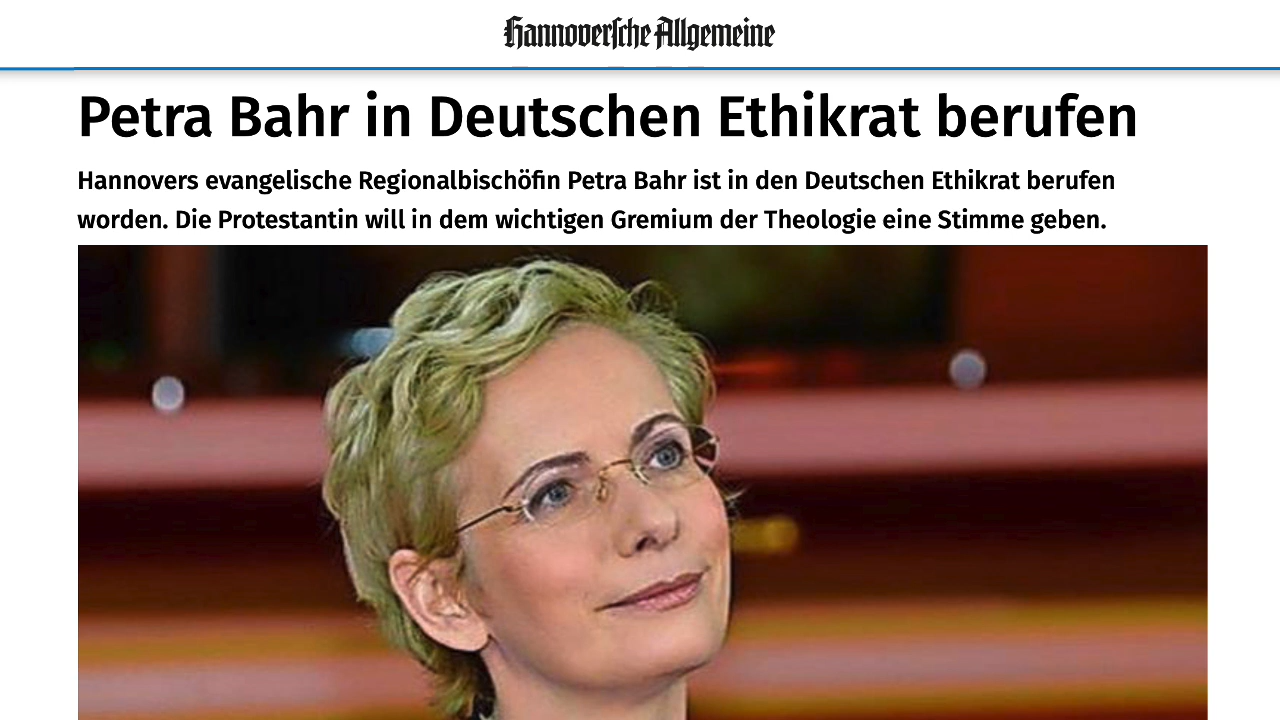 Hannoversche Allgemeine
Petra Bahr in Deutschen Ethikrat berufen
Hannovers evangelische Regionalbischöfin Petra Bahr ist in den Deutschen Ethikrat berufen
worden. Die Protestantin will in dem wichtigen Gremium der Theologie eine Stimme geben.